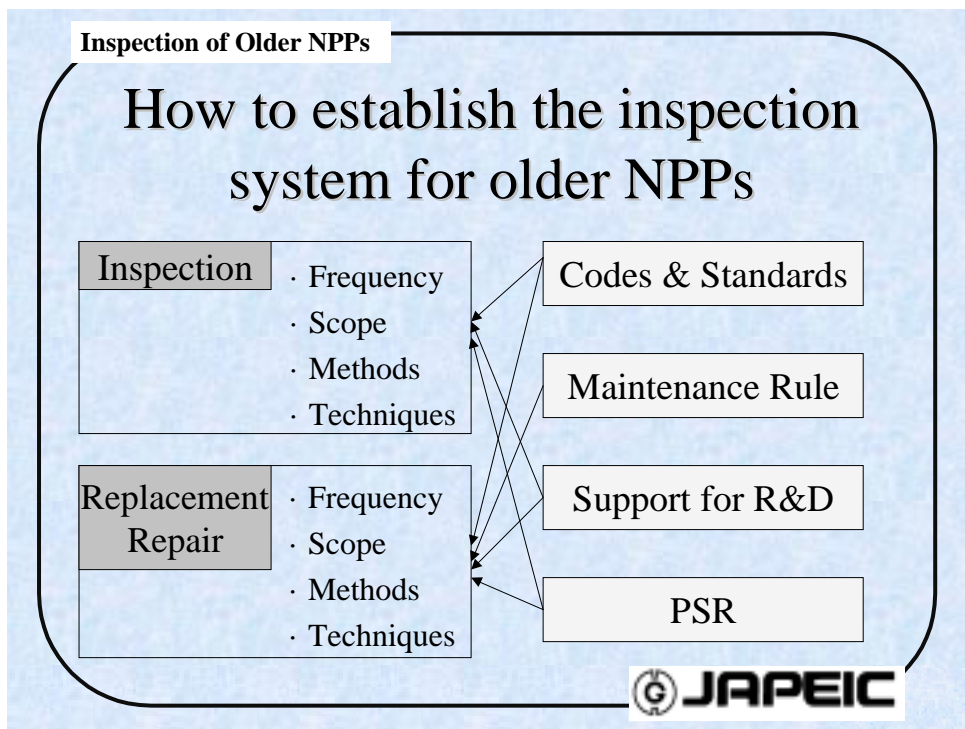 Inspection of Older NPPs
How to establish the inspection
system for older NPPs
Inspection
· Frequency
· Scope
· Methods
· Techniques
Replacement
Repair
· Frequency
· Scope
· Methods
· Techniques
Codes & Standards
Maintenance Rule
Support for R&D
PSR
G JAPEIC